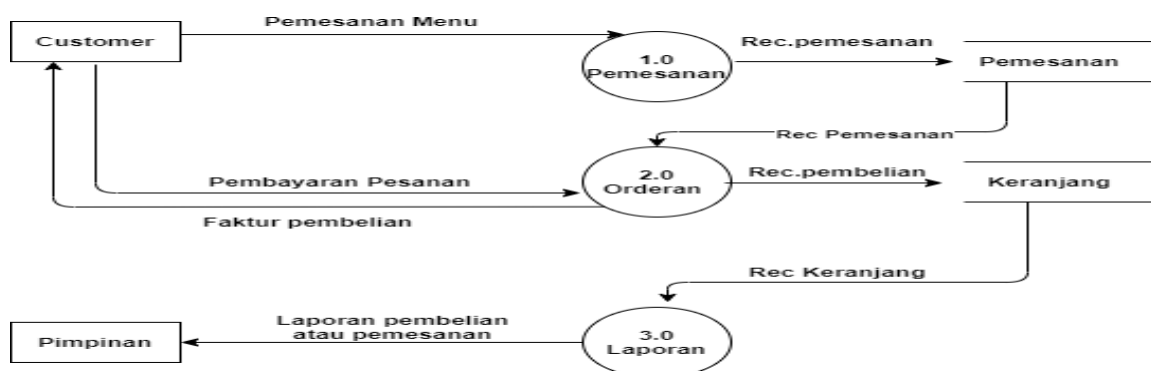 Pemesanan Menu
Customer
1.0
Pemesanan
Rec.pemesanan
Pemesanan
Rec Pemesanan
Pembayaran Pesanan
2.0
Orderan
Rec.pembelian
Keranjang
Faktur pembelian
Rec Keranjang
Pimpinan
Laporan pembelian
atau pemesanan
3.0
Laporan